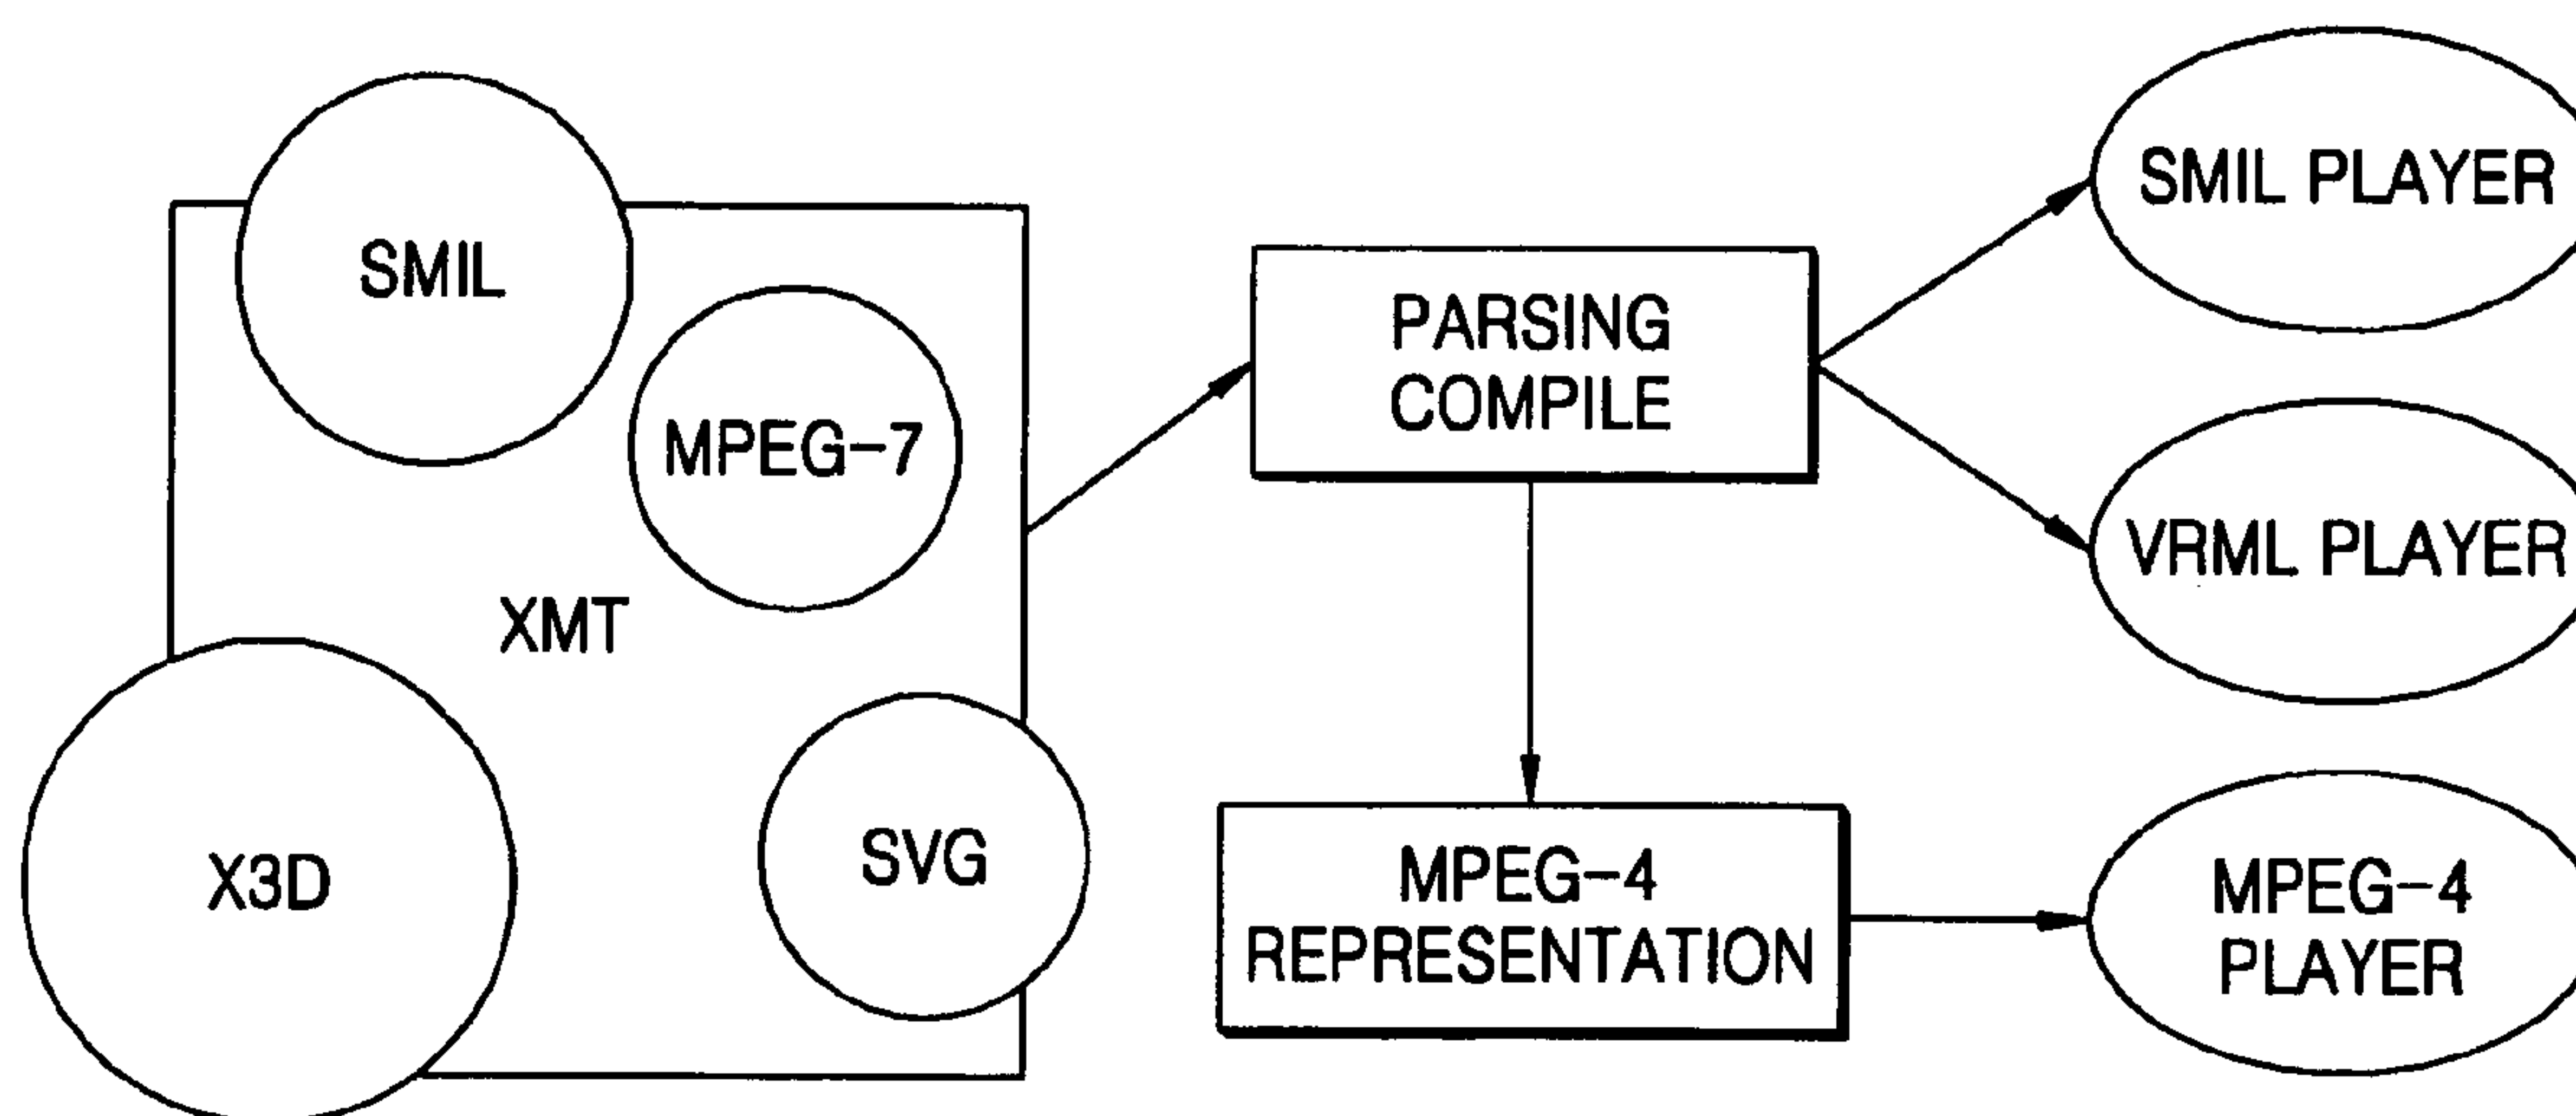 SMIL
MPEG-7
XMT
X3D
SVG
PARSING
COMPILE
MPEG-4
REPRESENTATION
SMIL PLAYER
VRML PLAYER
MPEG-4
PLAYER